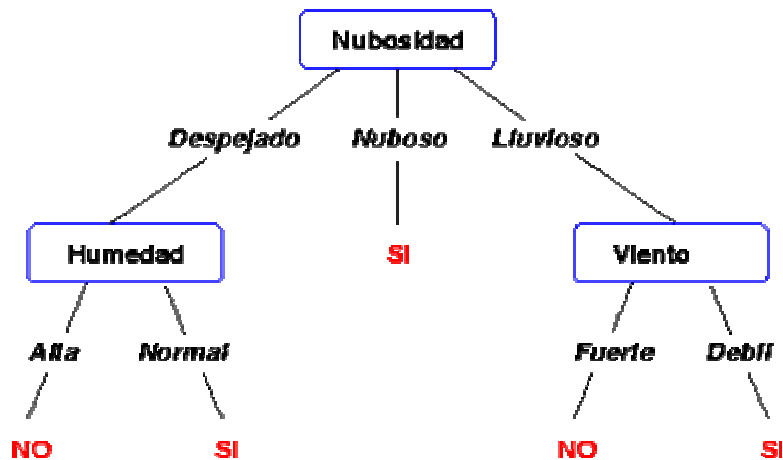 Nubosidad
Despejado Nuboso Lluvioso
Humedad SI Viento
Alta Normal Fuerte Debil
NO SI NO SI